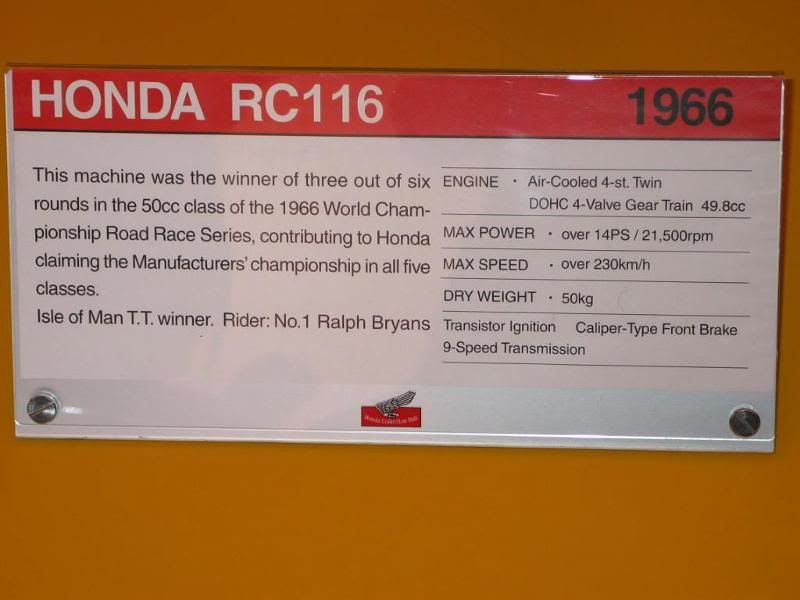 HONDA RC116 1966
This machine was the winner of three out of six
rounds in the 50cc class of the 1966 World Cham-
pionship Road Race Series, contributing to Honda
claiming the Manufacturers' championship in all five
classes.
Isle of Man T.T. winner. Rider: No.1 Ralph Bryans
ENGINE · Air-Cooled 4-st. Twin
DOHC 4-Valve Gear Train 49.8cc
MAX POWER · over 14PS / 21,500rpm
MAX SPEED · over 230km/h
DRY WEIGHT · 50kg
Transistor Ignition Caliper-Type Front Brake
9-Speed Transmission
Honda Collection Hall